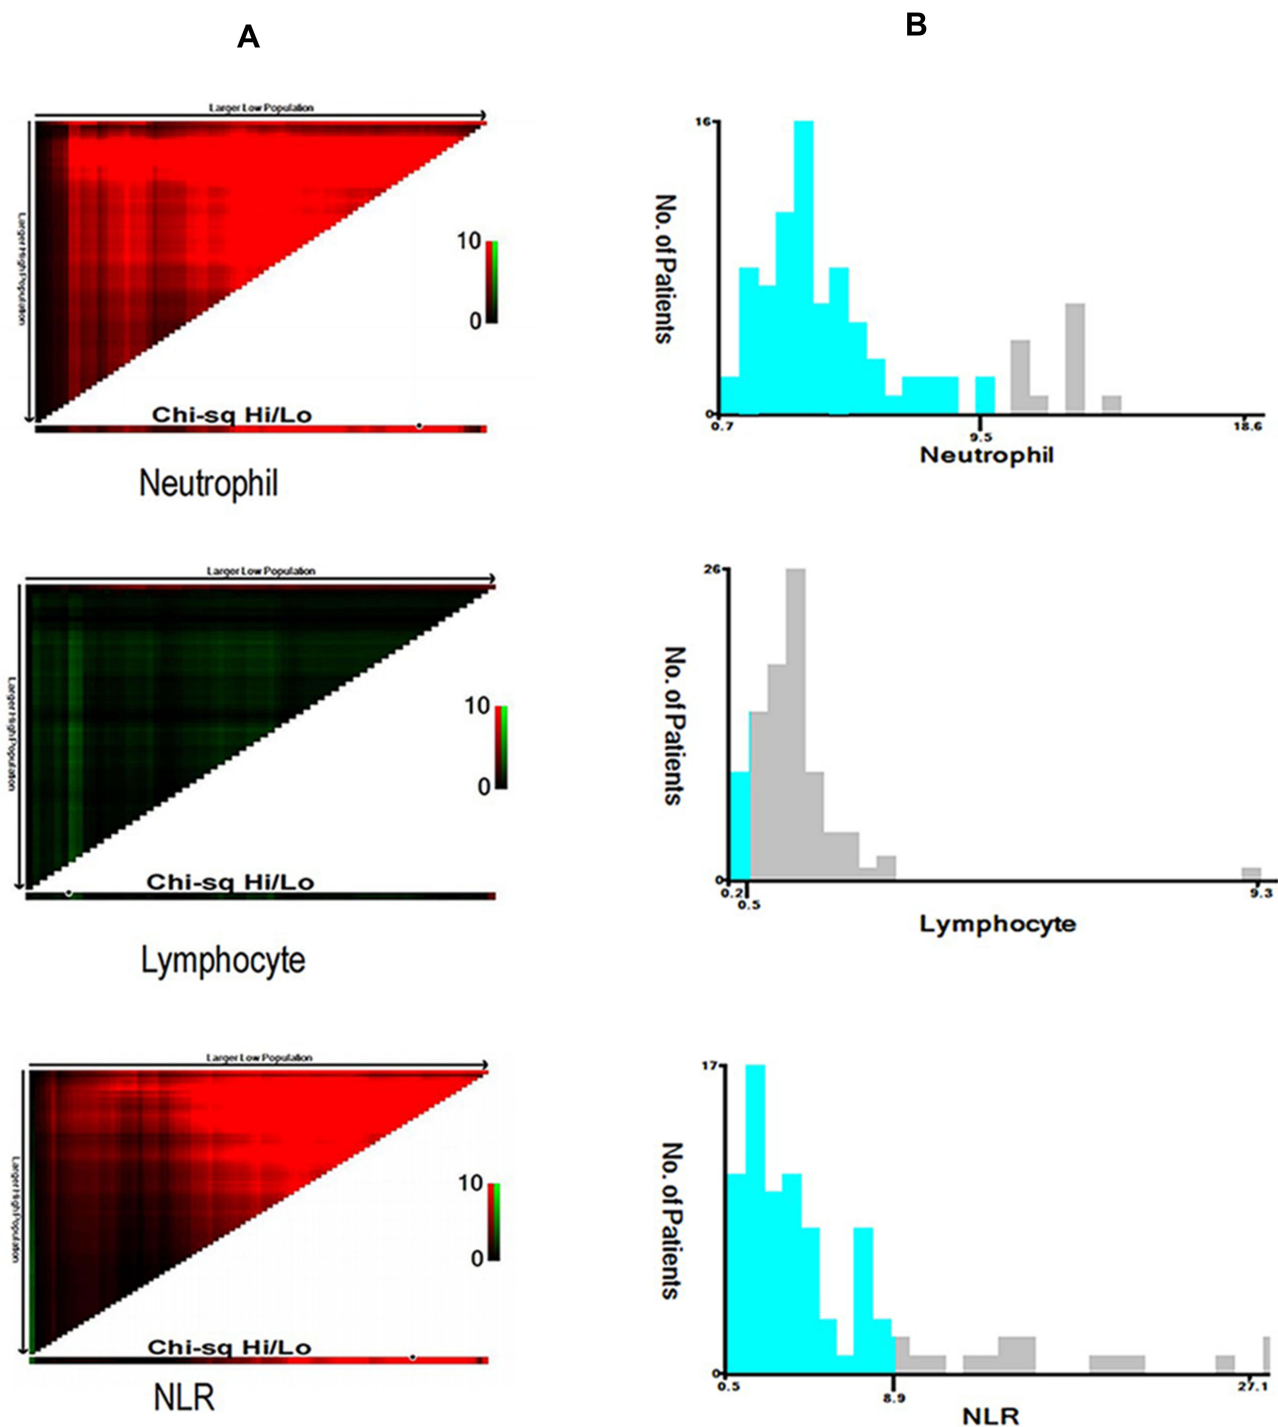 A
B
Larger Low Population
Larger High Population
10
0
Chi-sq Hi/Lo
Neutrophil
16
No. of Patients
0
0.7
9.5
18.6
Neutrophil
Larger Low Population
Larger High Population
10
0
Chi-sq Hi/Lo
Lymphocyte
26
No. of Patients
0
0.2
0.5
9.3
Lymphocyte
Larger Low Population
Larger High Population
10
0
Chi-sq Hi/Lo
NLR
17
No. of Patients
0
0.5
8.9
27.1
NLR